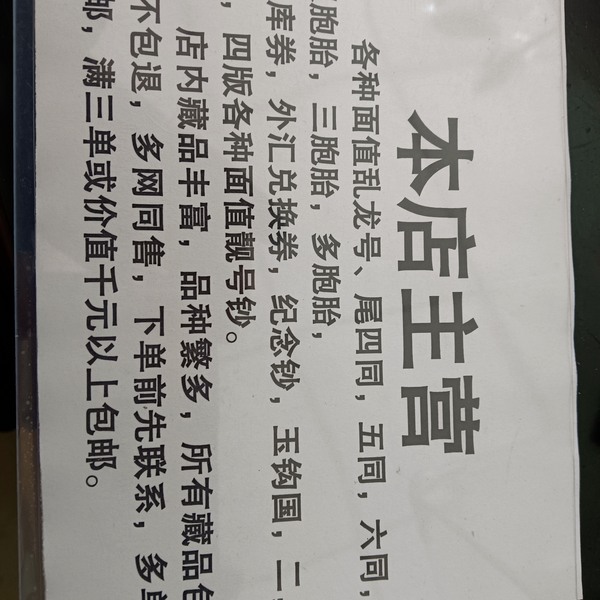 本店主营
各种面值乱龙号、尾四同，五同，六同，
胞胎，三胞胎，多胞胎，
库券，外汇兑换券，纪念钞，玉钩国，二，
，四版各种面值靓号钞。
店内藏品丰富，品种繁多，所有藏品包
不包退，多网同售，下单前先联系，多单
邮，满三单或价值千元以上包邮。